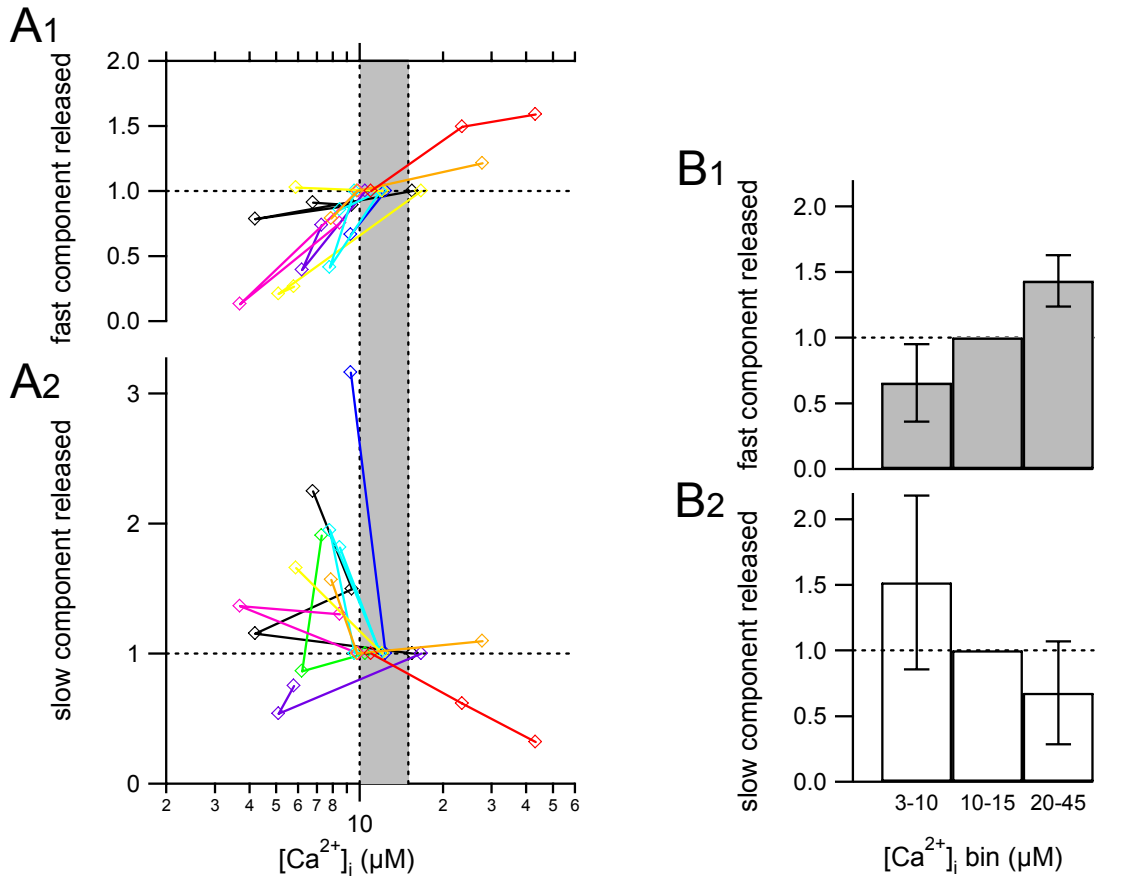 A1
fast component released
2.0
1.5
1.0
0.5
0.0
A2
slow component released
3
2
1
0
2 3 4 5 6 7 8 2 3 4 5 6
10
[Ca2+]i (µM)
B1
fast component released
2.0
1.5
1.0
0.5
0.0
B2
slow component released
2.0
1.5
1.0
0.5
0.0
3-10 10-15 20-45
[Ca2+]i bin (µM)